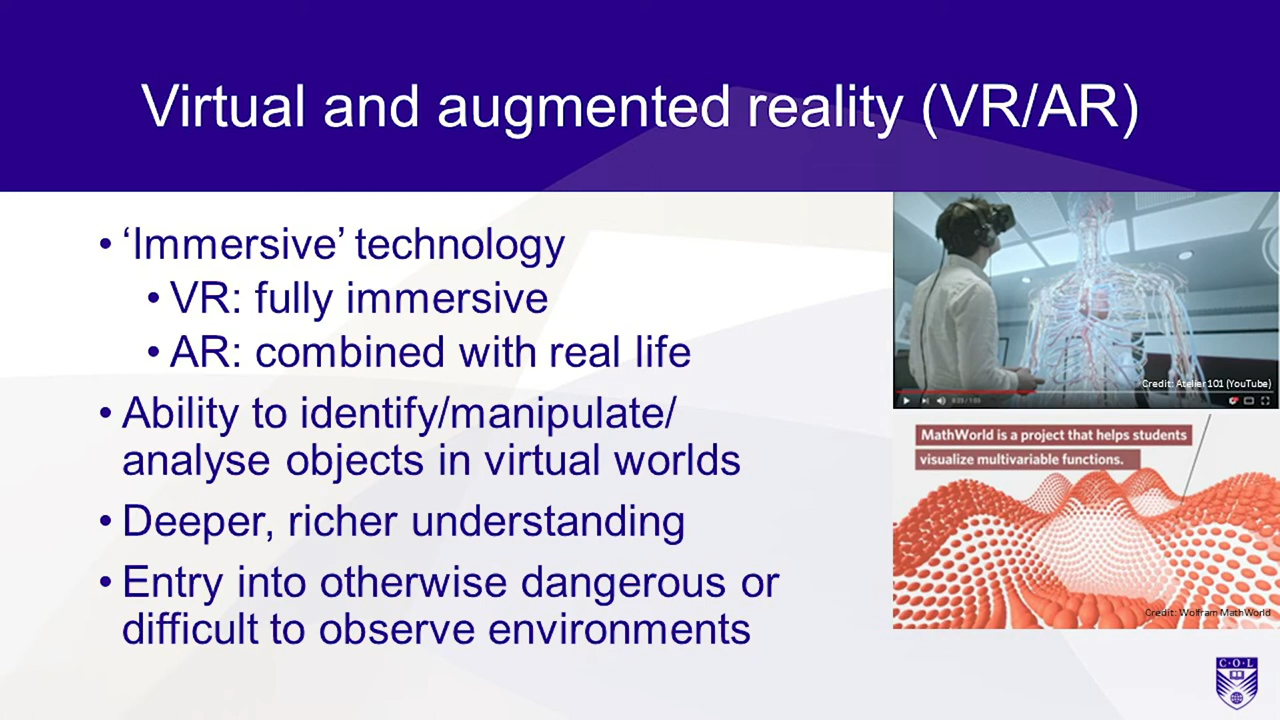 Virtual and augmented reality (VR/AR)
• ‘Immersive’ technology
• VR: fully immersive
• AR: combined with real life
• Ability to identify/manipulate/
analyse objects in virtual worlds
• Deeper, richer understanding
• Entry into otherwise dangerous or
difficult to observe environments
Credit: Atelier 101 (YouTube)
MathWorld is a project that helps students
visualize multivariable functions.
Credit: Wolfram MathWorld
C·O·L